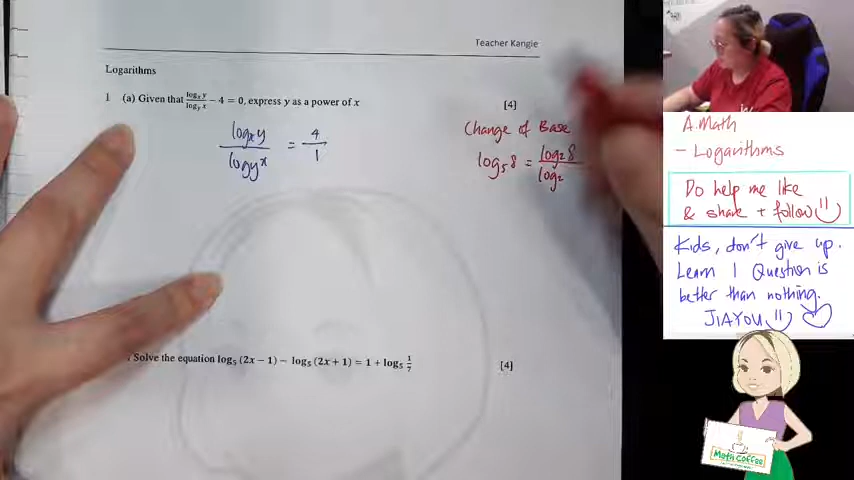 Teacher Kangie
Logarithms
1 (a) Given that log_x y / log_y x − 4 = 0, express y as a power of x [4]
log_x y / log_y x = 4 / 1
Change of Base
log_5 8 = log_2 8 / log_2
Solve the equation log_5 (2x − 1) − log_5 (2x + 1) = 1 + log_5 1/7 [4]
A.Math
- Logarithms
Do help me like
& share + follow
Kids, don't give up.
Learn 1 Question is
better than nothing.
JIAYOU
Math Coffee